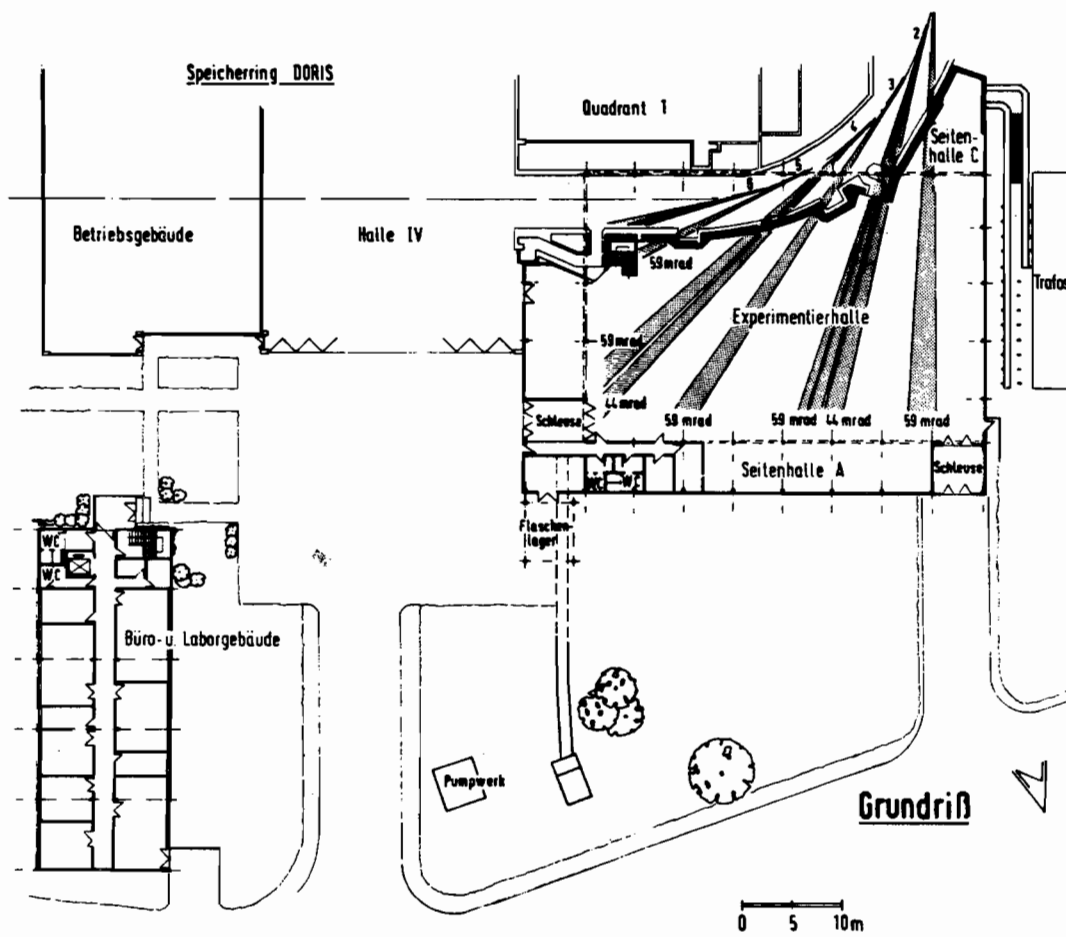 Speicherring DORIS
Quadrant 1
2
3
4
5
6
Seiten-
halle C
Betriebsgebäude
Halle IV
Trafos
59 mrad
Experimentierhalle
59 mrad
44 mrad
59 mrad
59 mrad
44 mrad
59 mrad
Schleuse
Seitenhalle A
Schleuse
WC
WC
Flaschen-
lager
WC
WC
Büro- u. Laborgebäude
Pumpwerk
Grundriß
0 5 10 m